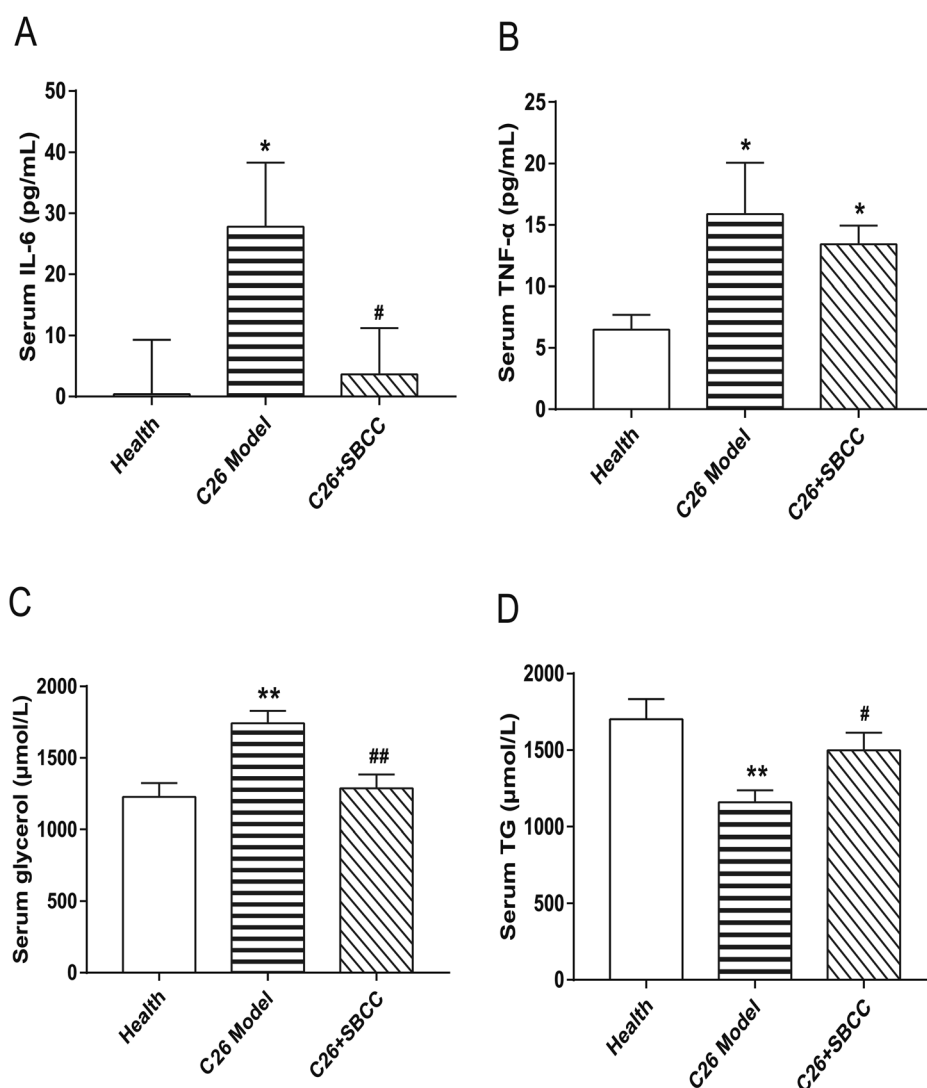 A
Serum IL-6 (pg/mL)
50
40
30
20
10
0
*
#
Health
C26 Model
C26+SBCC
B
Serum TNF-α (pg/mL)
25
20
15
10
5
0
*
*
Health
C26 Model
C26+SBCC
C
Serum glycerol (μmol/L)
2000
1500
1000
500
0
**
##
Health
C26 Model
C26+SBCC
D
Serum TG (μmol/L)
2000
1500
1000
500
0
**
#
Health
C26 Model
C26+SBCC